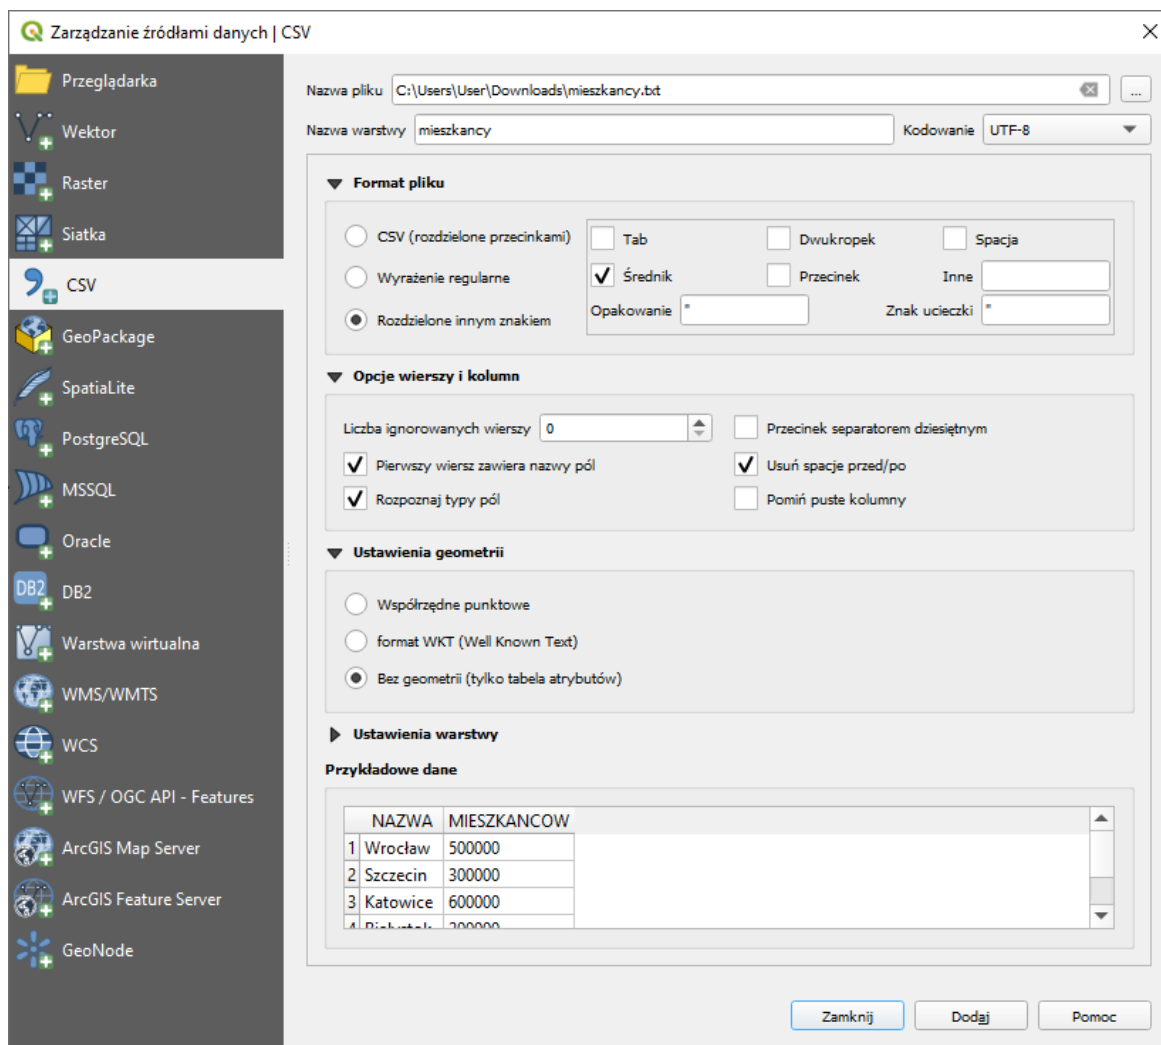 Zarządzanie źródłami danych | CSV
Przeglądarka
Wektor
Raster
Siatka
CSV
GeoPackage
SpatiaLite
PostgreSQL
MSSQL
Oracle
DB2
DB2
Warstwa wirtualna
WMS/WMTS
WCS
WFS / OGC API - Features
ArcGIS Map Server
ArcGIS Feature Server
GeoNode
Nazwa pliku C:\Users\User\Downloads\mieszkancy.txt ...
Nazwa warstwy mieszkancy Kodowanie UTF-8
Format pliku
CSV (rozdzielone przecinkami) Tab Dwukropek Spacja
Wyrażenie regularne Średnik Przecinek Inne
Rozdzielone innym znakiem Opakowanie " Znak ucieczki "
Opcje wierszy i kolumn
Liczba ignorowanych wierszy 0 Przecinek separatorem dziesiętnym
Pierwszy wiersz zawiera nazwy pól Usuń spacje przed/po
Rozpoznaj typy pól Pomiń puste kolumny
Ustawienia geometrii
Współrzędne punktowe
format WKT (Well Known Text)
Bez geometrii (tylko tabela atrybutów)
Ustawienia warstwy
Przykładowe dane
NAZWA MIESZKANCOW
1 Wrocław 500000
2 Szczecin 300000
3 Katowice 600000
4 Białystok 200000
Zamknij Dodaj Pomoc